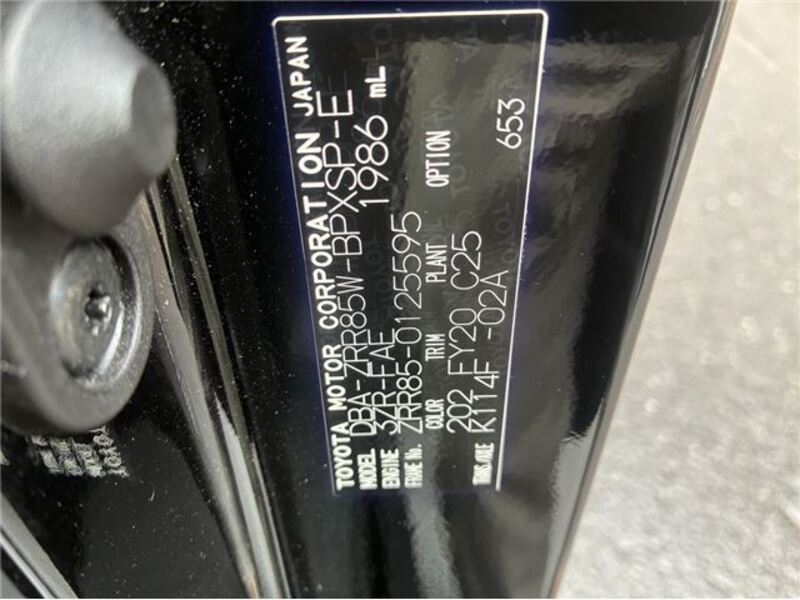 TOYOTA MOTOR CORPORATION JAPAN
MODEL DBA-ZRR85W-BPXSP-E
ENGINE 3ZR-FAE 1986 mL
FRAME No. ZRR85-0125595
COLOR TRIM PLANT OPTION
202 FY20 C25
TRANS/AXLE K114F -02A 653